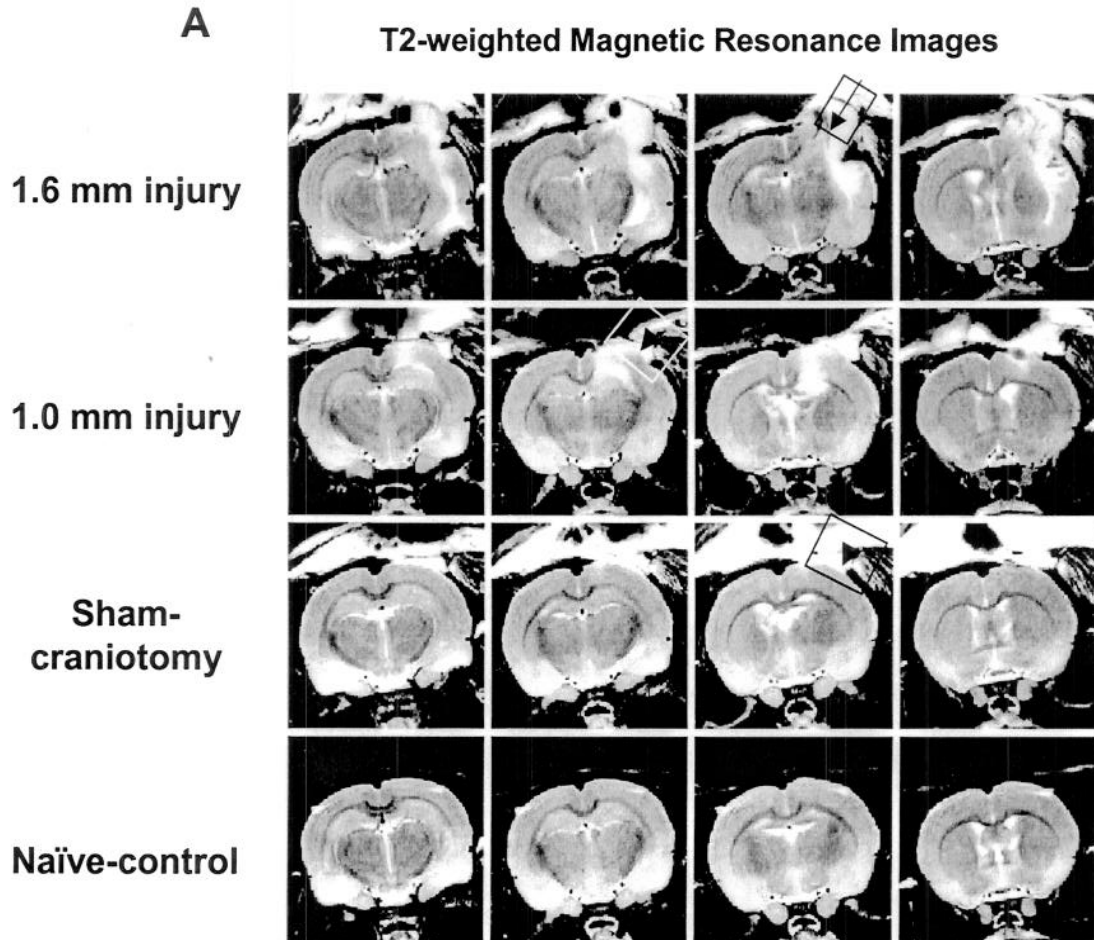 A
T2-weighted Magnetic Resonance Images
1.6 mm injury
1.0 mm injury
Sham-
craniotomy
Naïve-control